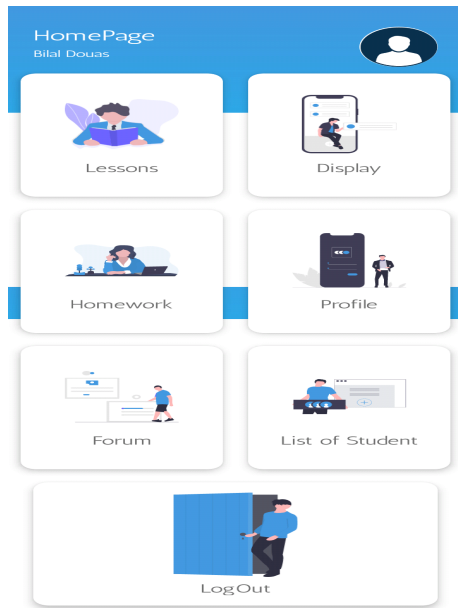 HomePage
Bilal Douas
Lessons
Display
Homework
Profile
Forum
List of Student
LogOut